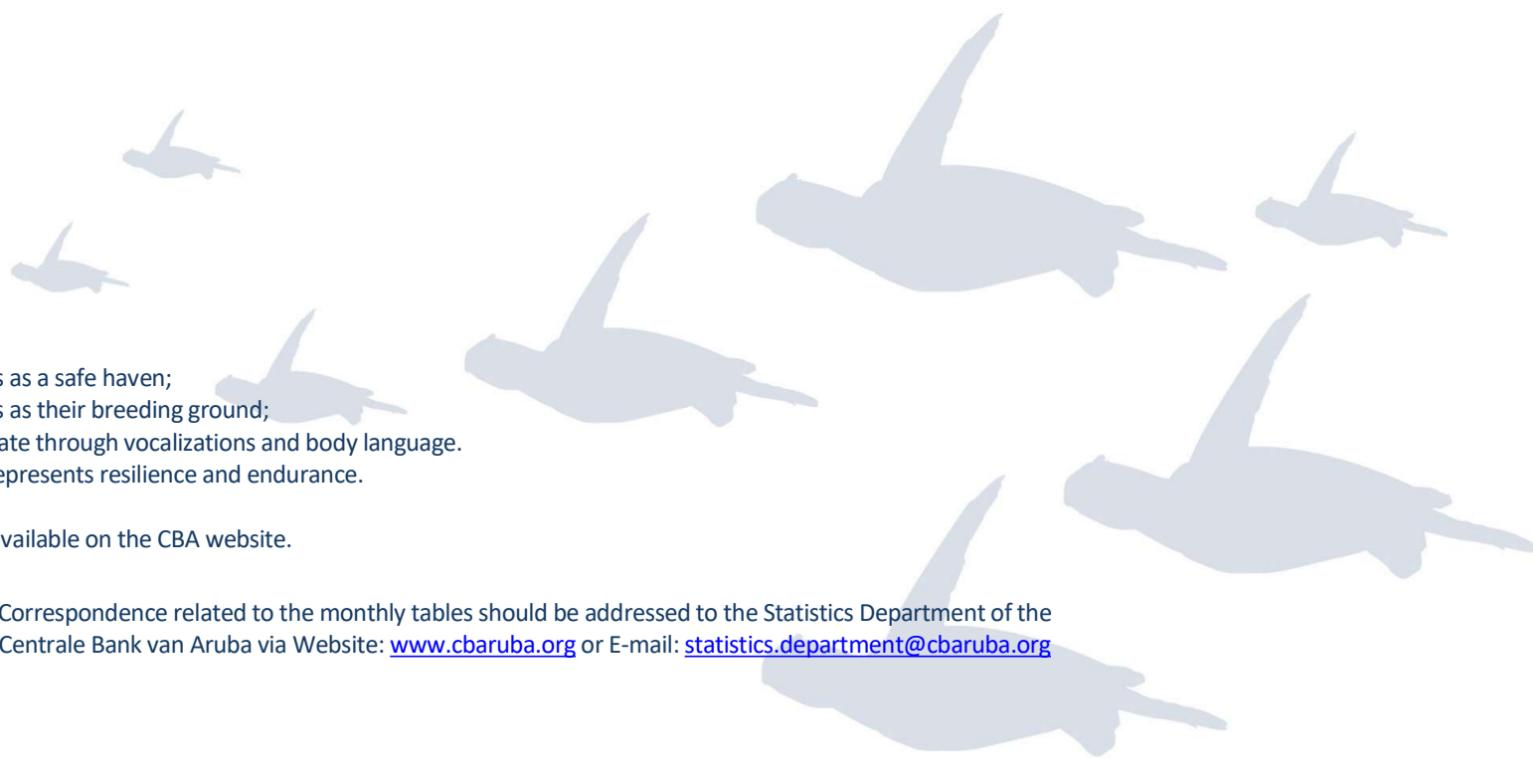 s as a safe haven;
s as their breeding ground;
ate through vocalizations and body language.
epresents resilience and endurance.
vailable on the CBA website.
Correspondence related to the monthly tables should be addressed to the Statistics Department of the
Centrale Bank van Aruba via Website: www.cbaruba.org or E-mail: statistics.department@cbaruba.org